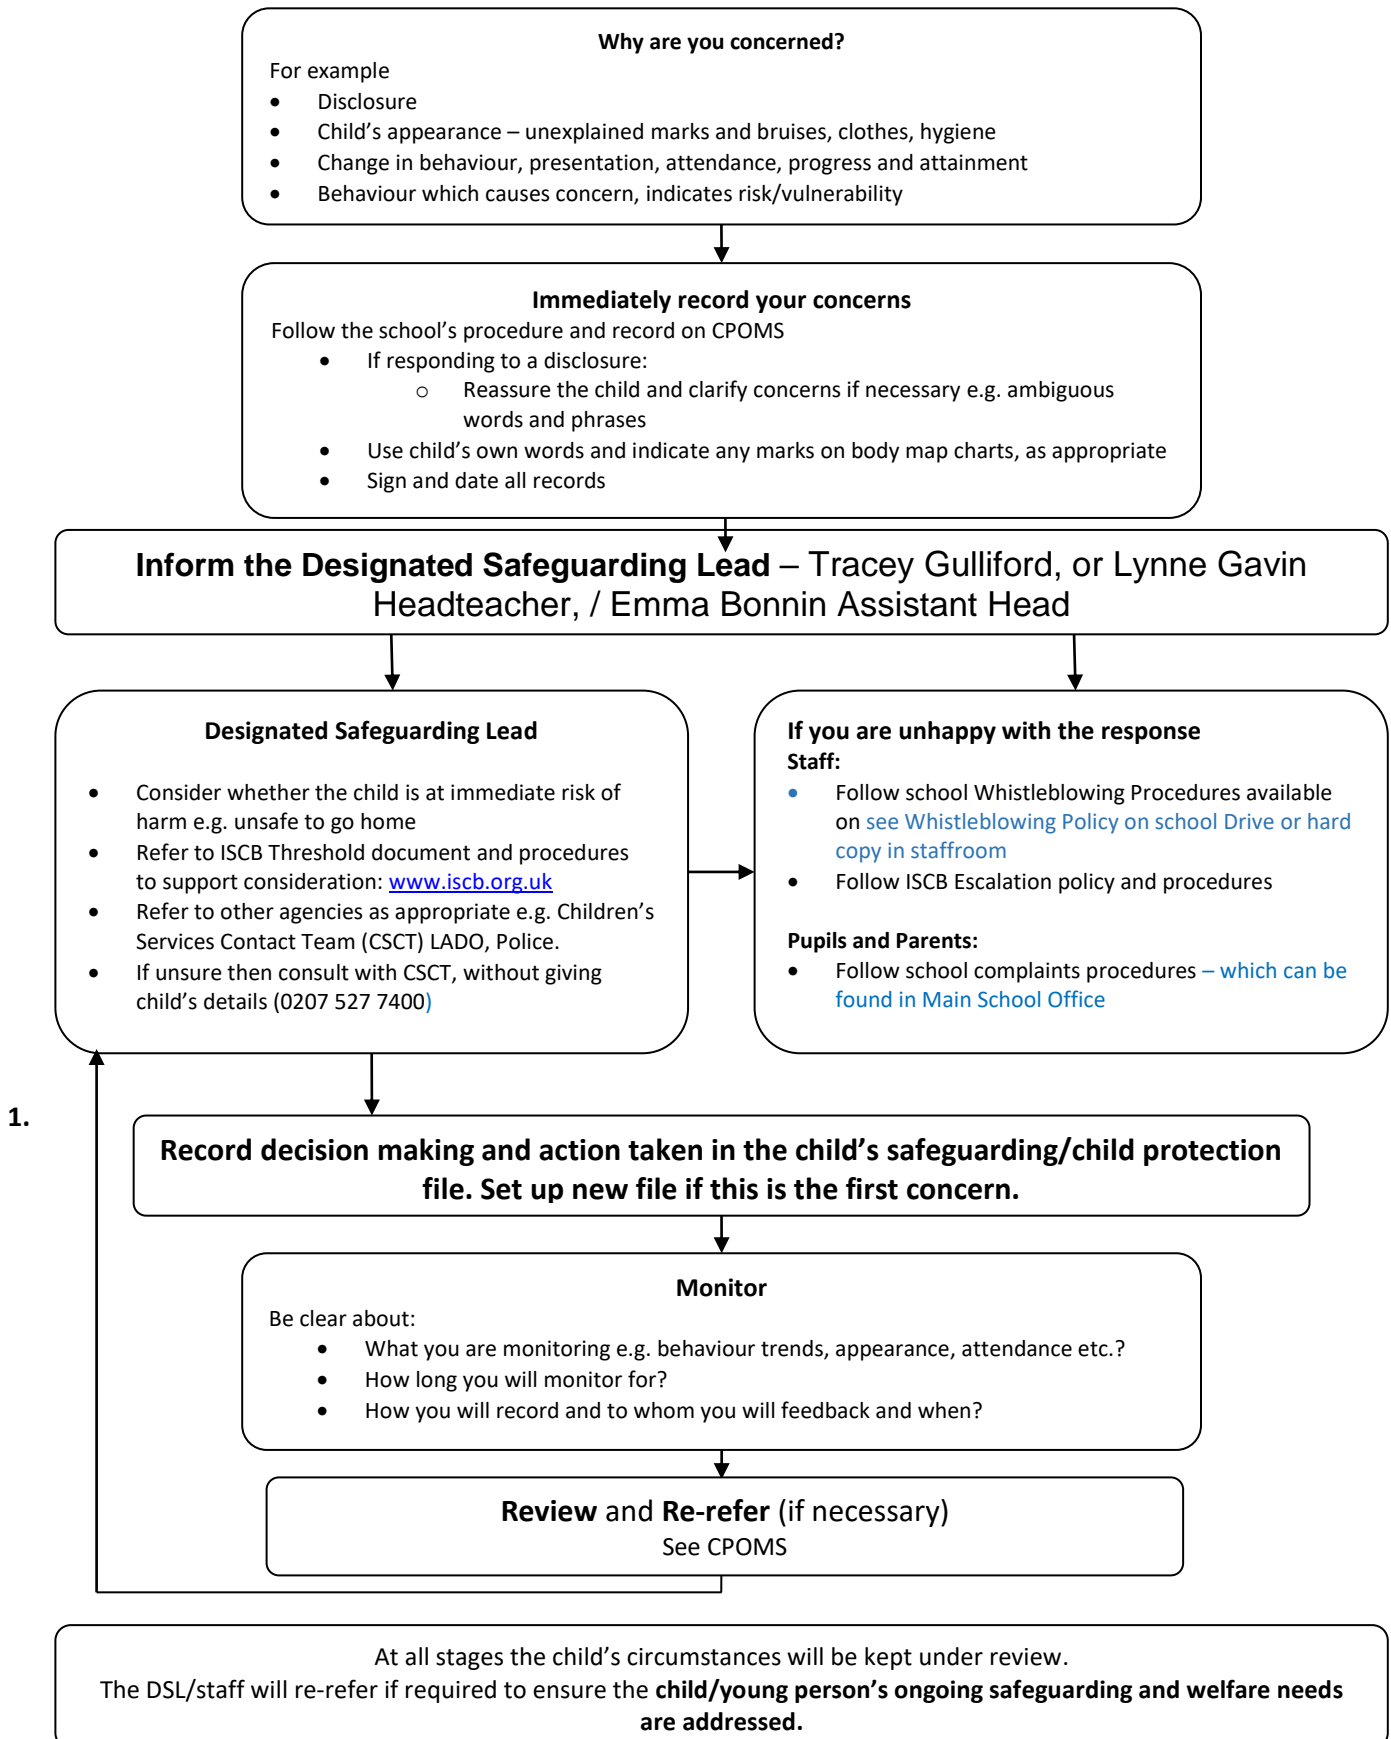 Why are you concerned?
For example
• Disclosure
• Child’s appearance – unexplained marks and bruises, clothes, hygiene
• Change in behaviour, presentation, attendance, progress and attainment
• Behaviour which causes concern, indicates risk/vulnerability
Immediately record your concerns
Follow the school’s procedure and record on CPOMS
• If responding to a disclosure:
o Reassure the child and clarify concerns if necessary e.g. ambiguous
words and phrases
• Use child’s own words and indicate any marks on body map charts, as appropriate
• Sign and date all records
Inform the Designated Safeguarding Lead – Tracey Gulliford, or Lynne Gavin
Headteacher, / Emma Bonnin Assistant Head
Designated Safeguarding Lead
• Consider whether the child is at immediate risk of
harm e.g. unsafe to go home
• Refer to ISCB Threshold document and procedures
to support consideration: www.iscb.org.uk
• Refer to other agencies as appropriate e.g. Children’s
Services Contact Team (CSCT) LADO, Police.
• If unsure then consult with CSCT, without giving
child’s details (0207 527 7400)
If you are unhappy with the response
Staff:
• Follow school Whistleblowing Procedures available
on see Whistleblowing Policy on school Drive or hard
copy in staffroom
• Follow ISCB Escalation policy and procedures
Pupils and Parents:
• Follow school complaints procedures – which can be
found in Main School Office
1.
Record decision making and action taken in the child’s safeguarding/child protection
file. Set up new file if this is the first concern.
Monitor
Be clear about:
• What you are monitoring e.g. behaviour trends, appearance, attendance etc.?
• How long you will monitor for?
• How you will record and to whom you will feedback and when?
Review and Re-refer (if necessary)
See CPOMS
At all stages the child’s circumstances will be kept under review.
The DSL/staff will re-refer if required to ensure the child/young person’s ongoing safeguarding and welfare needs
are addressed.